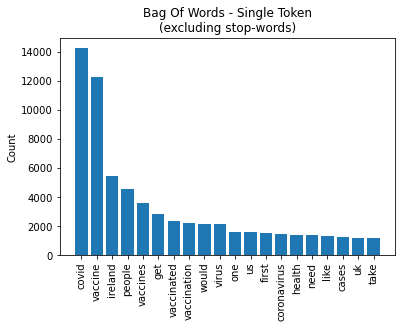 Bag Of Words - Single Token
(excluding stop-words)
14000
12000
10000
8000
6000
4000
2000
0
Count
covid
vaccine
ireland
people
vaccines
get
vaccinated
vaccination
would
virus
one
us
first
coronavirus
health
need
like
cases
uk
take